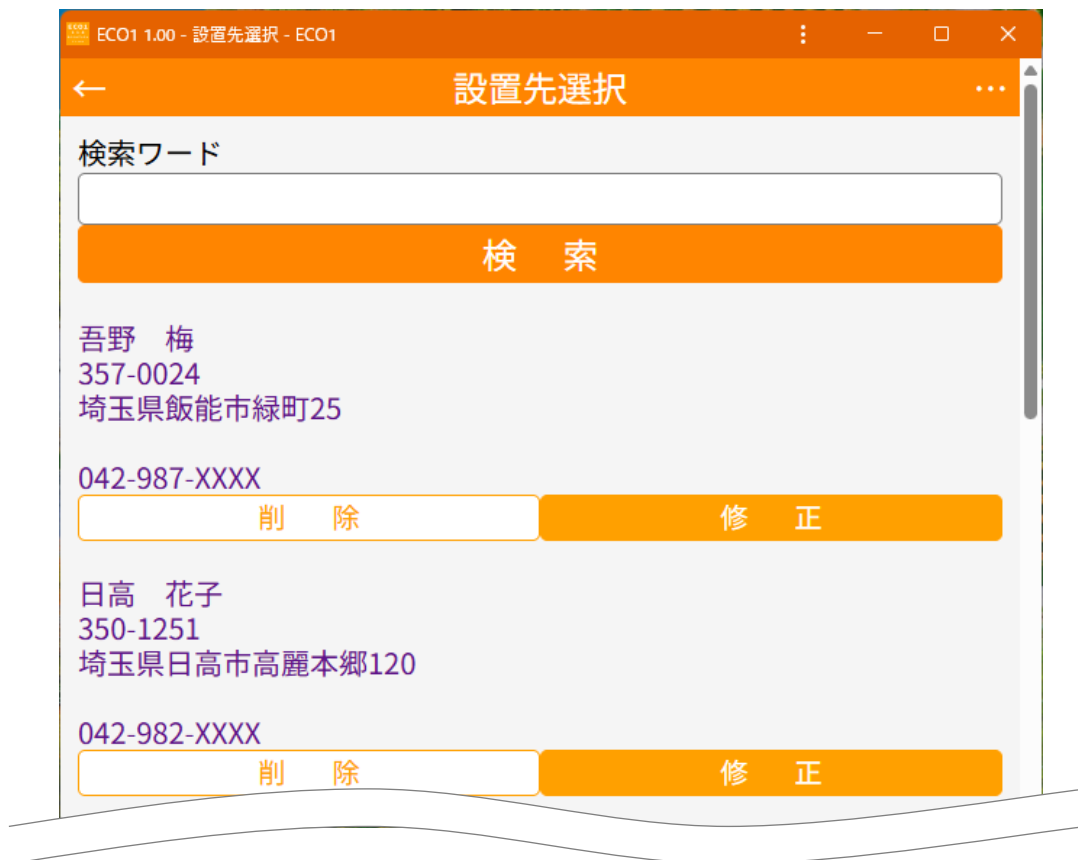 ECO1 1.00 - 設置先選択 - ECO1
設置先選択
検索ワード
検　索
吾野　梅
357-0024
埼玉県飯能市緑町25
042-987-XXXX
削　除　修　正
日高　花子
350-1251
埼玉県日高市高麗本郷120
042-982-XXXX
削　除　修　正